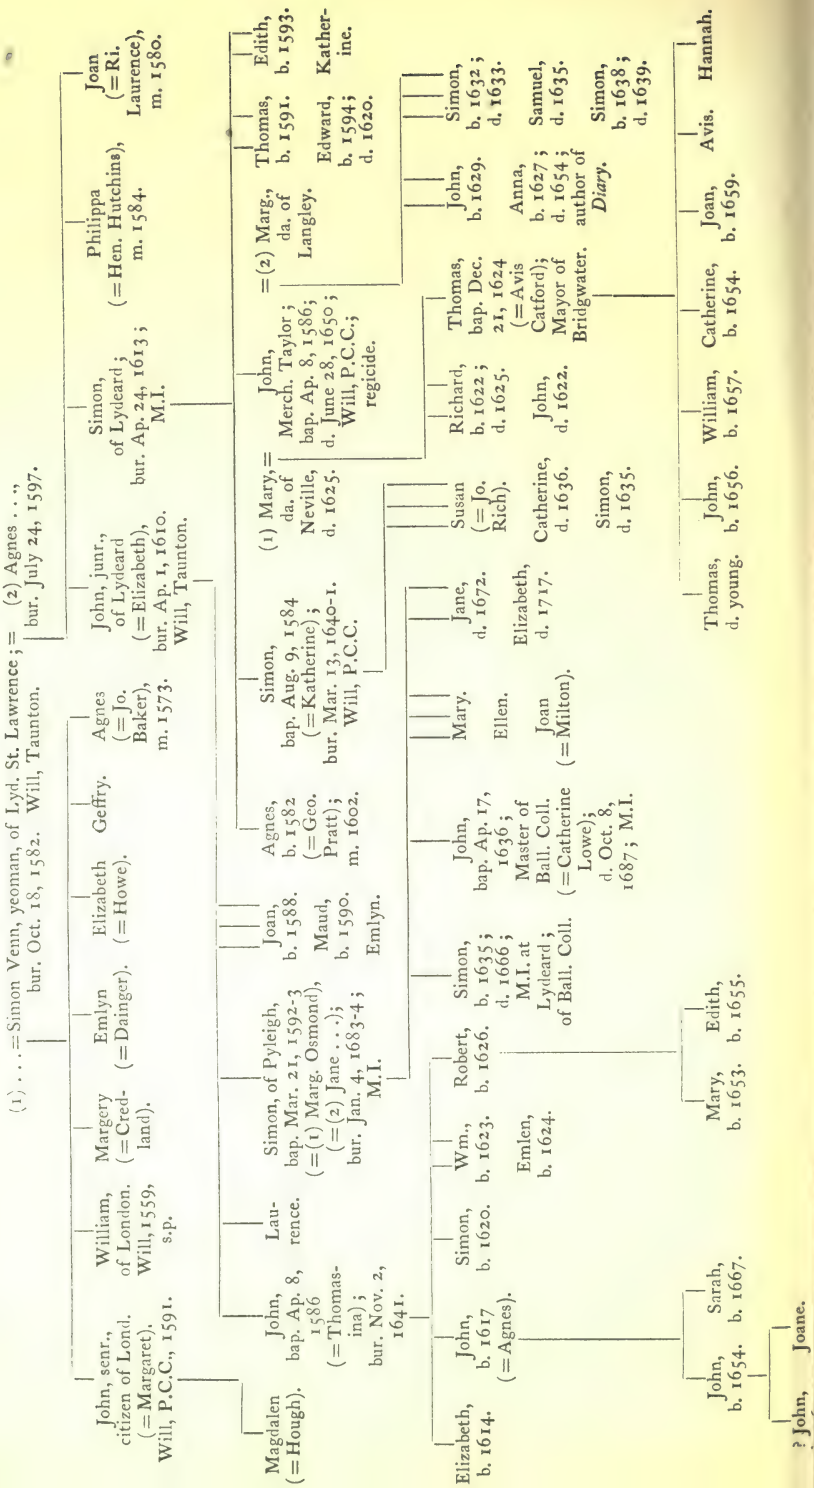 (1) ... = Simon Venn, yeoman, of Lyd. St. Lawrence; = (2) Agnes ...,
bur. Oct. 18, 1582. Will, Taunton.
bur. July 24, 1597.
John, senr.,
citizen of Lond.
(=Margaret).
Will, P.C.C., 1591.
William,
of London.
Will, 1559,
s.p.
Margery
(=Cred-
land).
Emlyn
(=Dainger).
Elizabeth
(=Howe).
Geffry.
Agnes
(=Jo.
Baker),
m. 1573.
John, junr.,
of Lydeard
(=Elizabeth),
bur. Ap. 1, 1610.
Will, Taunton.
Simon,
of Lydeard;
bur. Ap. 24, 1613;
M.I.
Philippa
(=Hen. Hutchins),
m. 1584.
Joan
(=Ri.
Laurence),
m. 1580.
Magdalen
(=Hough).
John,
bap. Ap. 8,
1586
(=Thomas-
ina);
bur. Nov. 2,
1641.
Lau-
rence.
Simon, of Pyleigh,
bap. Mar. 21, 1592-3
(=(1) Marg. Osmond),
(=(2) Jane ...);
bur. Jan. 4, 1683-4;
M.I.
Joan,
b. 1588.
Maud,
b. 1590.
Emlyn.
Agnes,
b. 1582
(=Geo.
Pratt);
m. 1602.
Simon,
bap. Aug. 9, 1584
(=Katherine);
bur. Mar. 13, 1640-1.
Will, P.C.C.
(1) Mary, =
da. of
Neville,
d. 1625.
John,
Merch. Taylor;
bap. Ap. 8, 1586;
d. June 28, 1650;
Will, P.C.C.;
regicide.
=(2) Marg.,
da. of
Langley.
Thomas,
b. 1591.
Edward,
b. 1594;
d. 1620.
Edith,
b. 1593.
Kather-
ine.
Elizabeth,
b. 1614.
John,
b. 1617
(=Agnes).
Simon,
b. 1620.
Wm.,
b. 1623.
Emlen,
b. 1624.
Robert,
b. 1626.
Simon,
b. 1635;
d. 1666;
M.I. at
Lydeard;
of Ball. Coll.
John,
bap. Ap. 17,
1636;
Master of
Ball. Coll.
(=Catherine
Lowe);
d. Oct. 8,
1687; M.I.
Mary.
Ellen.
Joan
(=Milton).
Jane,
d. 1672.
Elizabeth,
d. 1717.
Susan
(=Jo.
Rich).
Catherine,
d. 1636.
Simon,
d. 1635.
Richard,
b. 1622;
d. 1625.
John,
d. 1622.
Thomas,
bap. Dec.
21, 1624
(=Avis
Catford);
Mayor of
Bridgwater.
John,
b. 1629.
Anna,
b. 1627;
d. 1654;
author of
Diary.
Simon,
b. 1632;
d. 1633.
Samuel,
d. 1635.
Simon,
b. 1638;
d. 1639.
John,
b. 1654.
Sarah,
b. 1667.
Mary,
b. 1653.
Edith,
b. 1655.
Thomas,
d. young.
John,
b. 1656.
William,
b. 1657.
Catherine,
b. 1654.
Joan,
b. 1659.
Avis.
Hannah.
? John,
Joane.